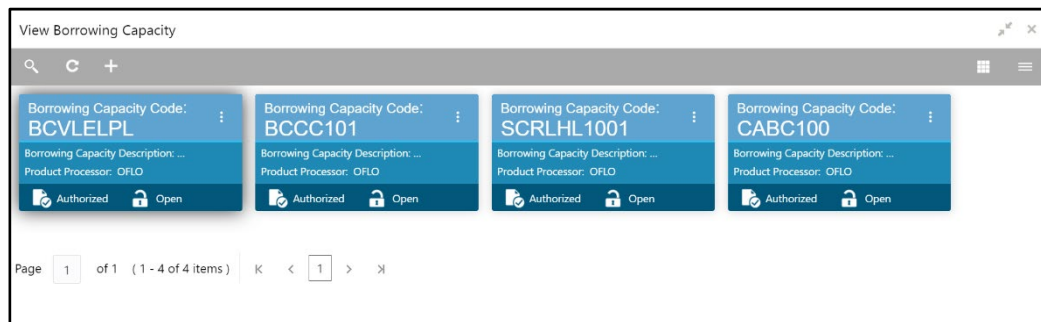 View Borrowing Capacity
Borrowing Capacity Code:
BCVLELPL
Borrowing Capacity Description: ...
Product Processor: OFLO
Authorized Open
Borrowing Capacity Code:
BCCC101
Borrowing Capacity Description: ...
Product Processor: OFLO
Authorized Open
Borrowing Capacity Code:
SCRLHL1001
Borrowing Capacity Description: ...
Product Processor: OFLO
Authorized Open
Borrowing Capacity Code:
CABC100
Borrowing Capacity Description: ...
Product Processor: OFLO
Authorized Open
Page 1 of 1 ( 1 - 4 of 4 items ) 1